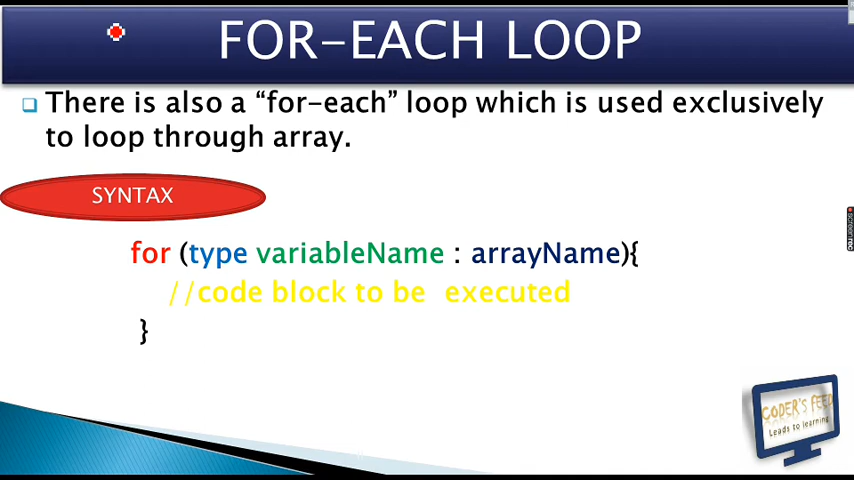 FOR-EACH LOOP
There is also a “for-each” loop which is used exclusively
to loop through array.
SYNTAX
for (type variableName : arrayName){
//code block to be executed
}
CODER'S FEED
Leads to learning
Screenrec